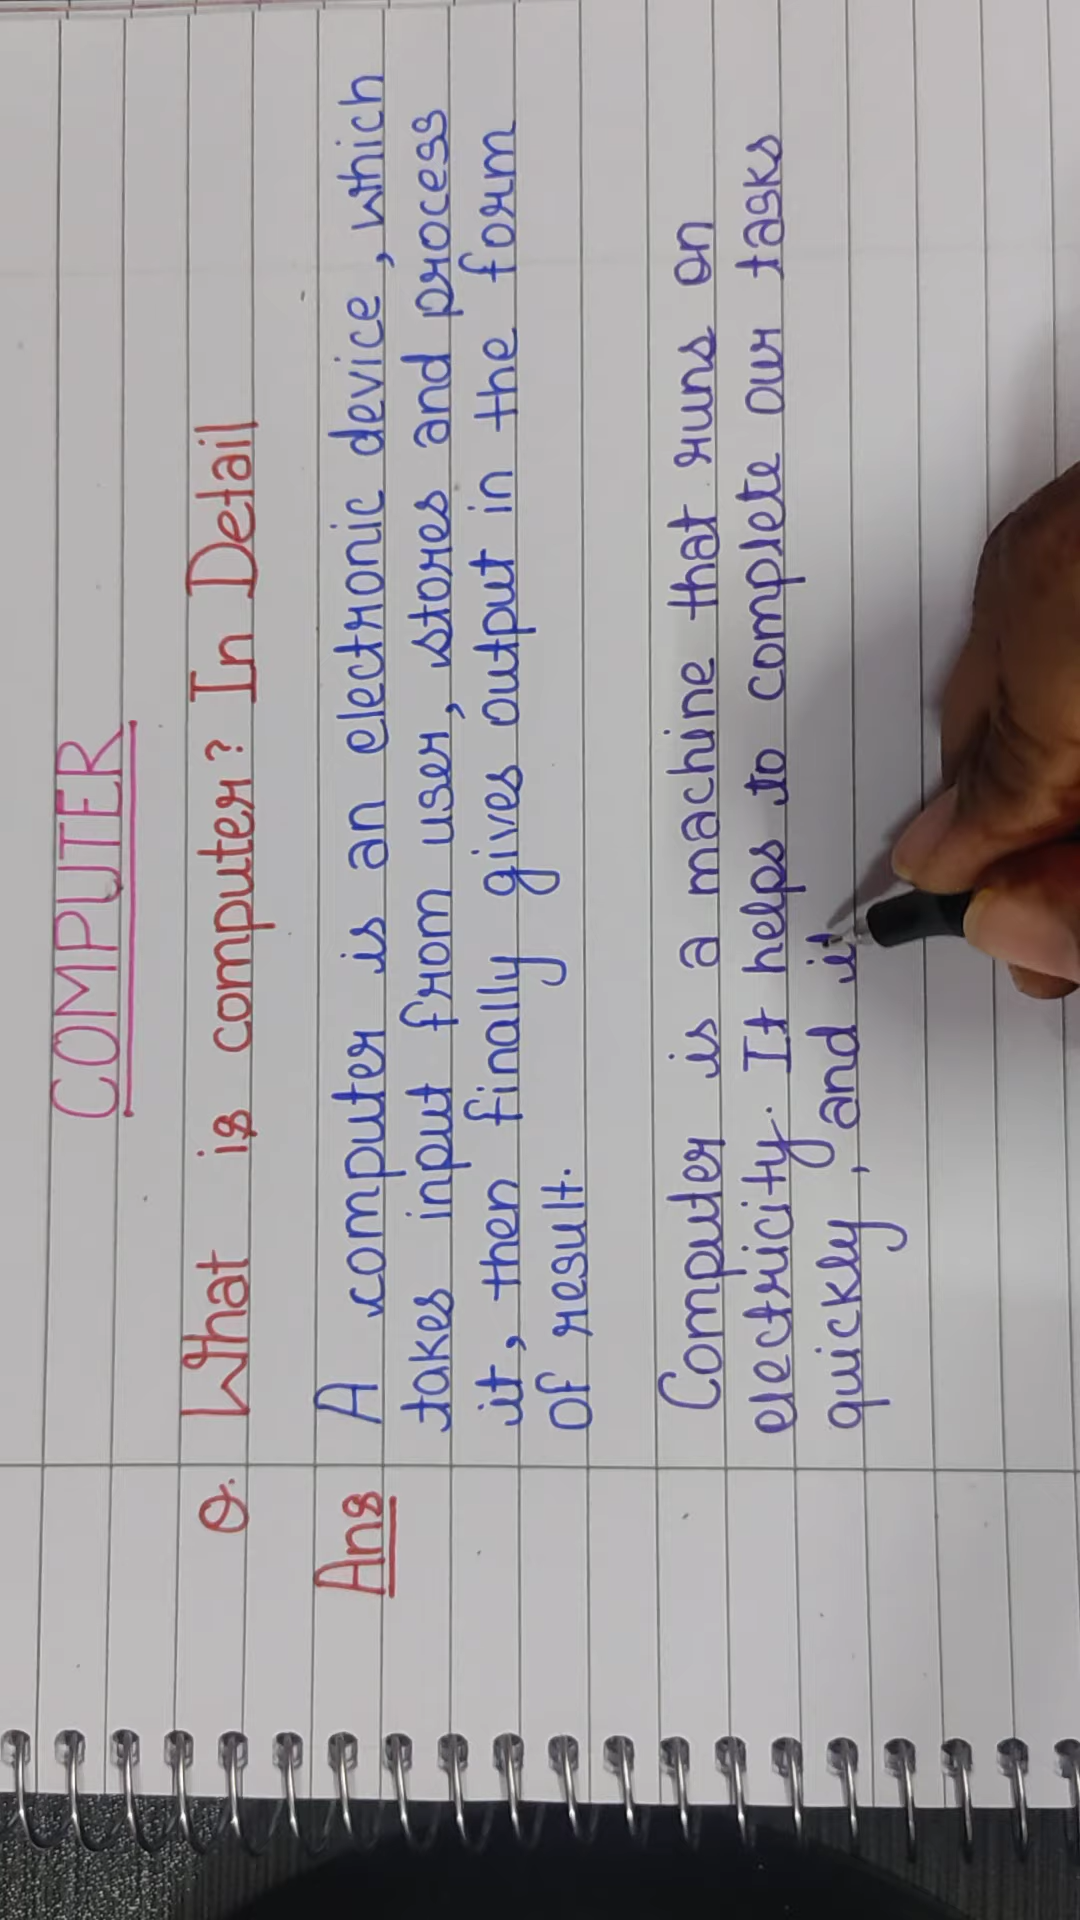 COMPUTER
Q. What is computer? In Detail
Ans A computer is an electronic device, which
takes input from user, stores and process
it, then finally gives output in the form
of result.
Computer is a machine that runs on
electricity. It helps to complete our tasks
quickly, and it